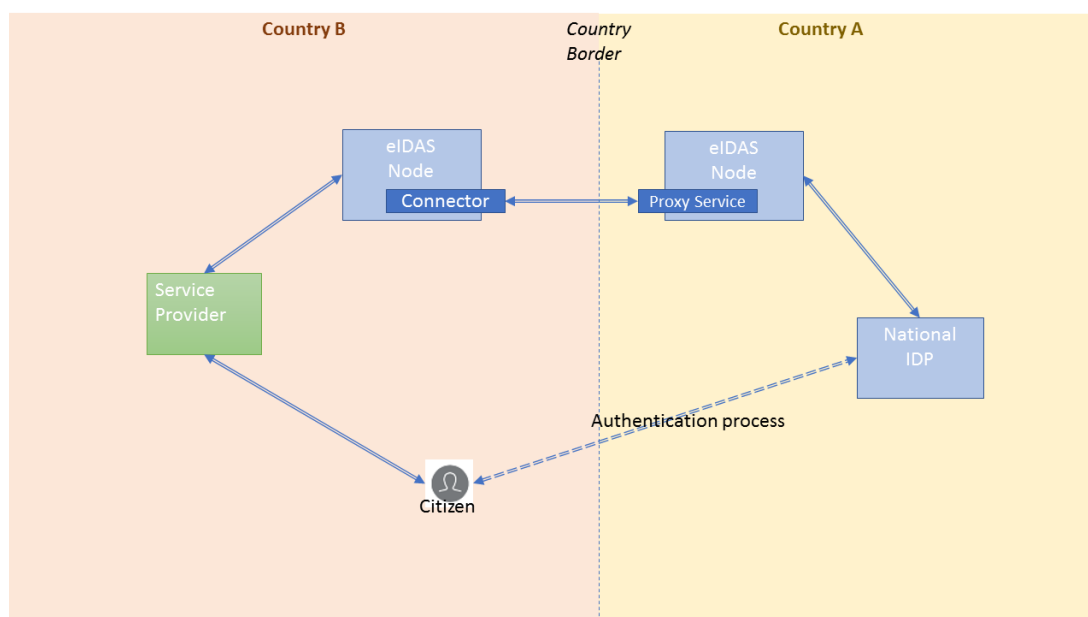 Country B
Country
Border
Country A
eIDAS
Node
Connector
eIDAS
Node
Proxy Service
Service
Provider
National
IDP
Authentication process
Citizen